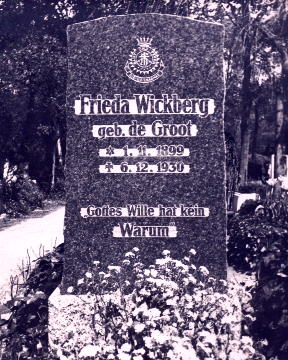 Frieda Wickberg
geb. de Groot
* 1. 11. 1899
† 6. 12. 1930
„Gottes Wille hat kein
Warum"